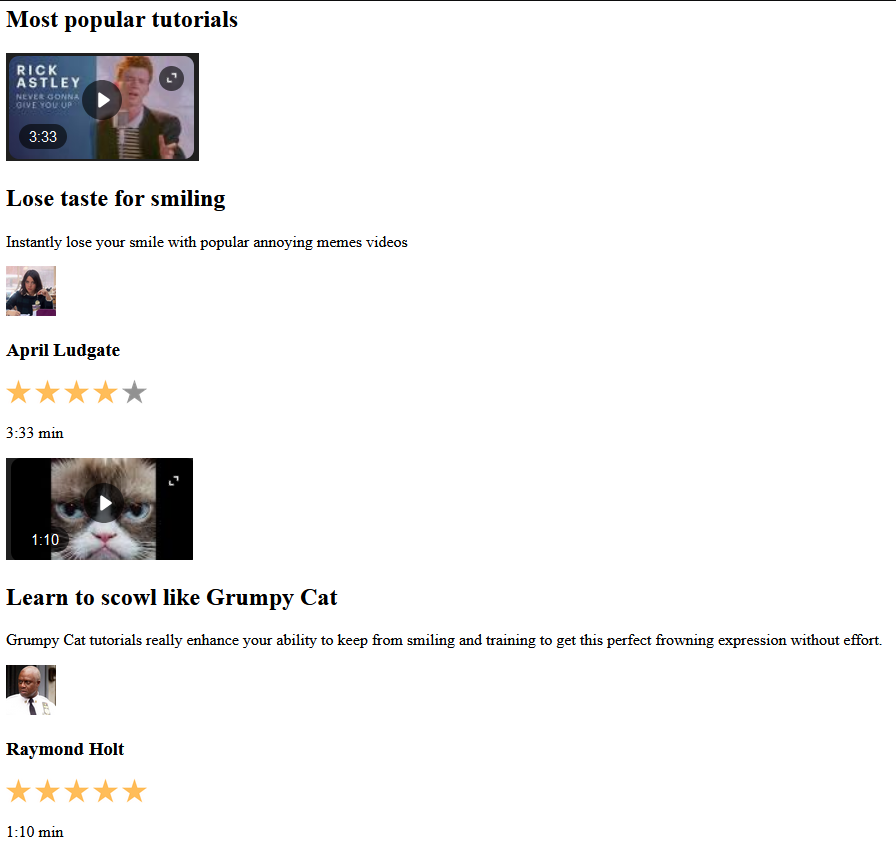 Most popular tutorials
RICK
ASTLEY
NEVER GONNA
GIVE YOU UP
3:33
Lose taste for smiling
Instantly lose your smile with popular annoying memes videos
April Ludgate
3:33 min
1:10
Learn to scowl like Grumpy Cat
Grumpy Cat tutorials really enhance your ability to keep from smiling and training to get this perfect frowning expression without effort.
Raymond Holt
1:10 min